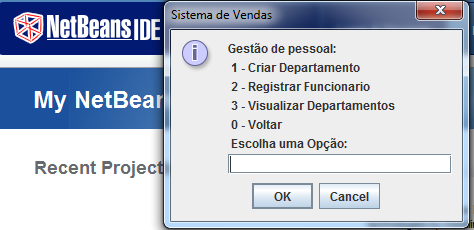 NetBeans IDE
My NetBea
Recent Project
Sistema de Vendas
Gestão de pessoal:
1 - Criar Departamento
2 - Registrar Funcionario
3 - Visualizar Departamentos
0 - Voltar
Escolha uma Opção:
OK
Cancel